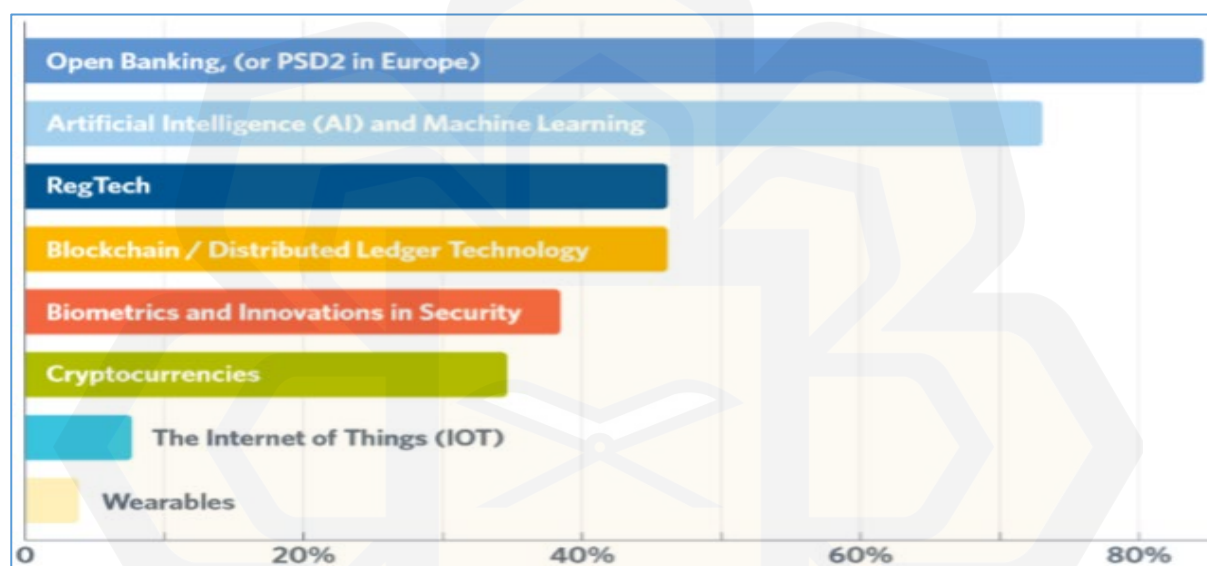 Open Banking, (or PSD2 in Europe)
Artificial Intelligence (AI) and Machine Learning
RegTech
Blockchain / Distributed Ledger Technology
Biometrics and Innovations in Security
Cryptocurrencies
The Internet of Things (IOT)
Wearables
0 20% 40% 60% 80%